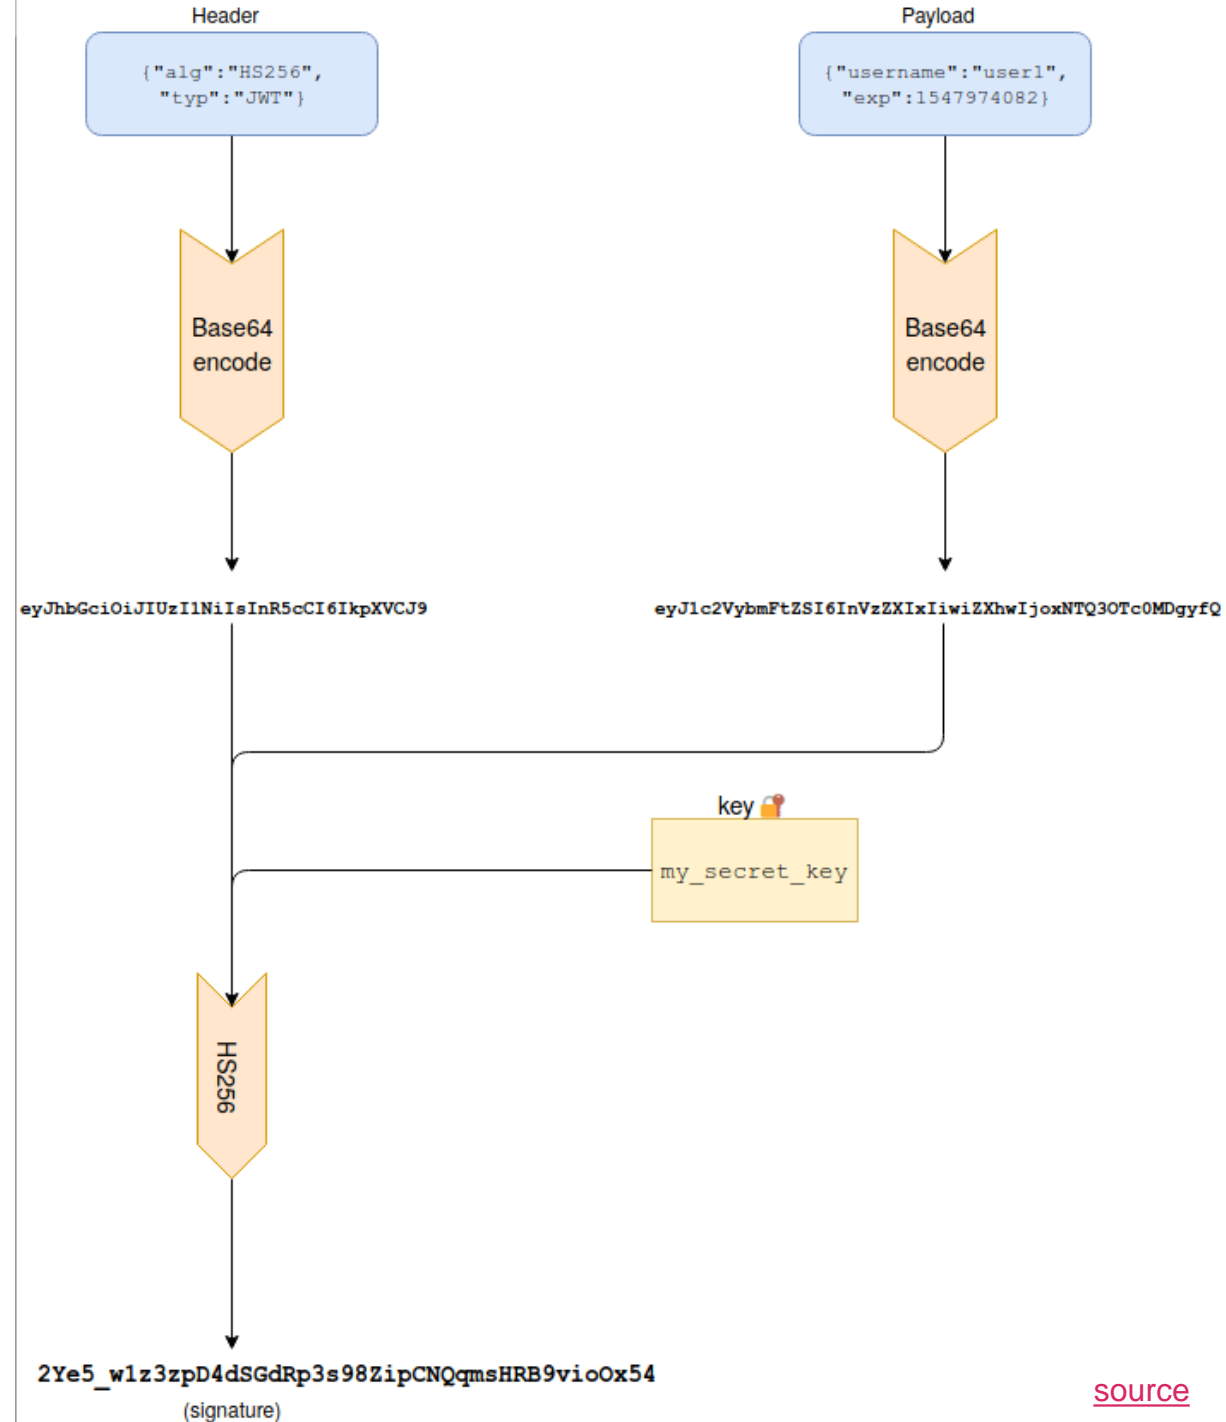 Header
Payload
{"alg":"HS256",
"typ":"JWT"}
{"username":"user1",
"exp":1547974082}
Base64
encode
Base64
encode
eyJhbGciOiJIUzI1NiIsInR5cCI6IkpXVCJ9
eyJ1c2VybmFtZSI6InVzZXIxIiwiZXhwIjoxNTQ3OTc0MDgyfQ
key 🔐
my_secret_key
HS256
2Ye5_w1z3zpD4dSGdRp3s98ZipCNQqmsHRB9vioOx54
(signature)
source